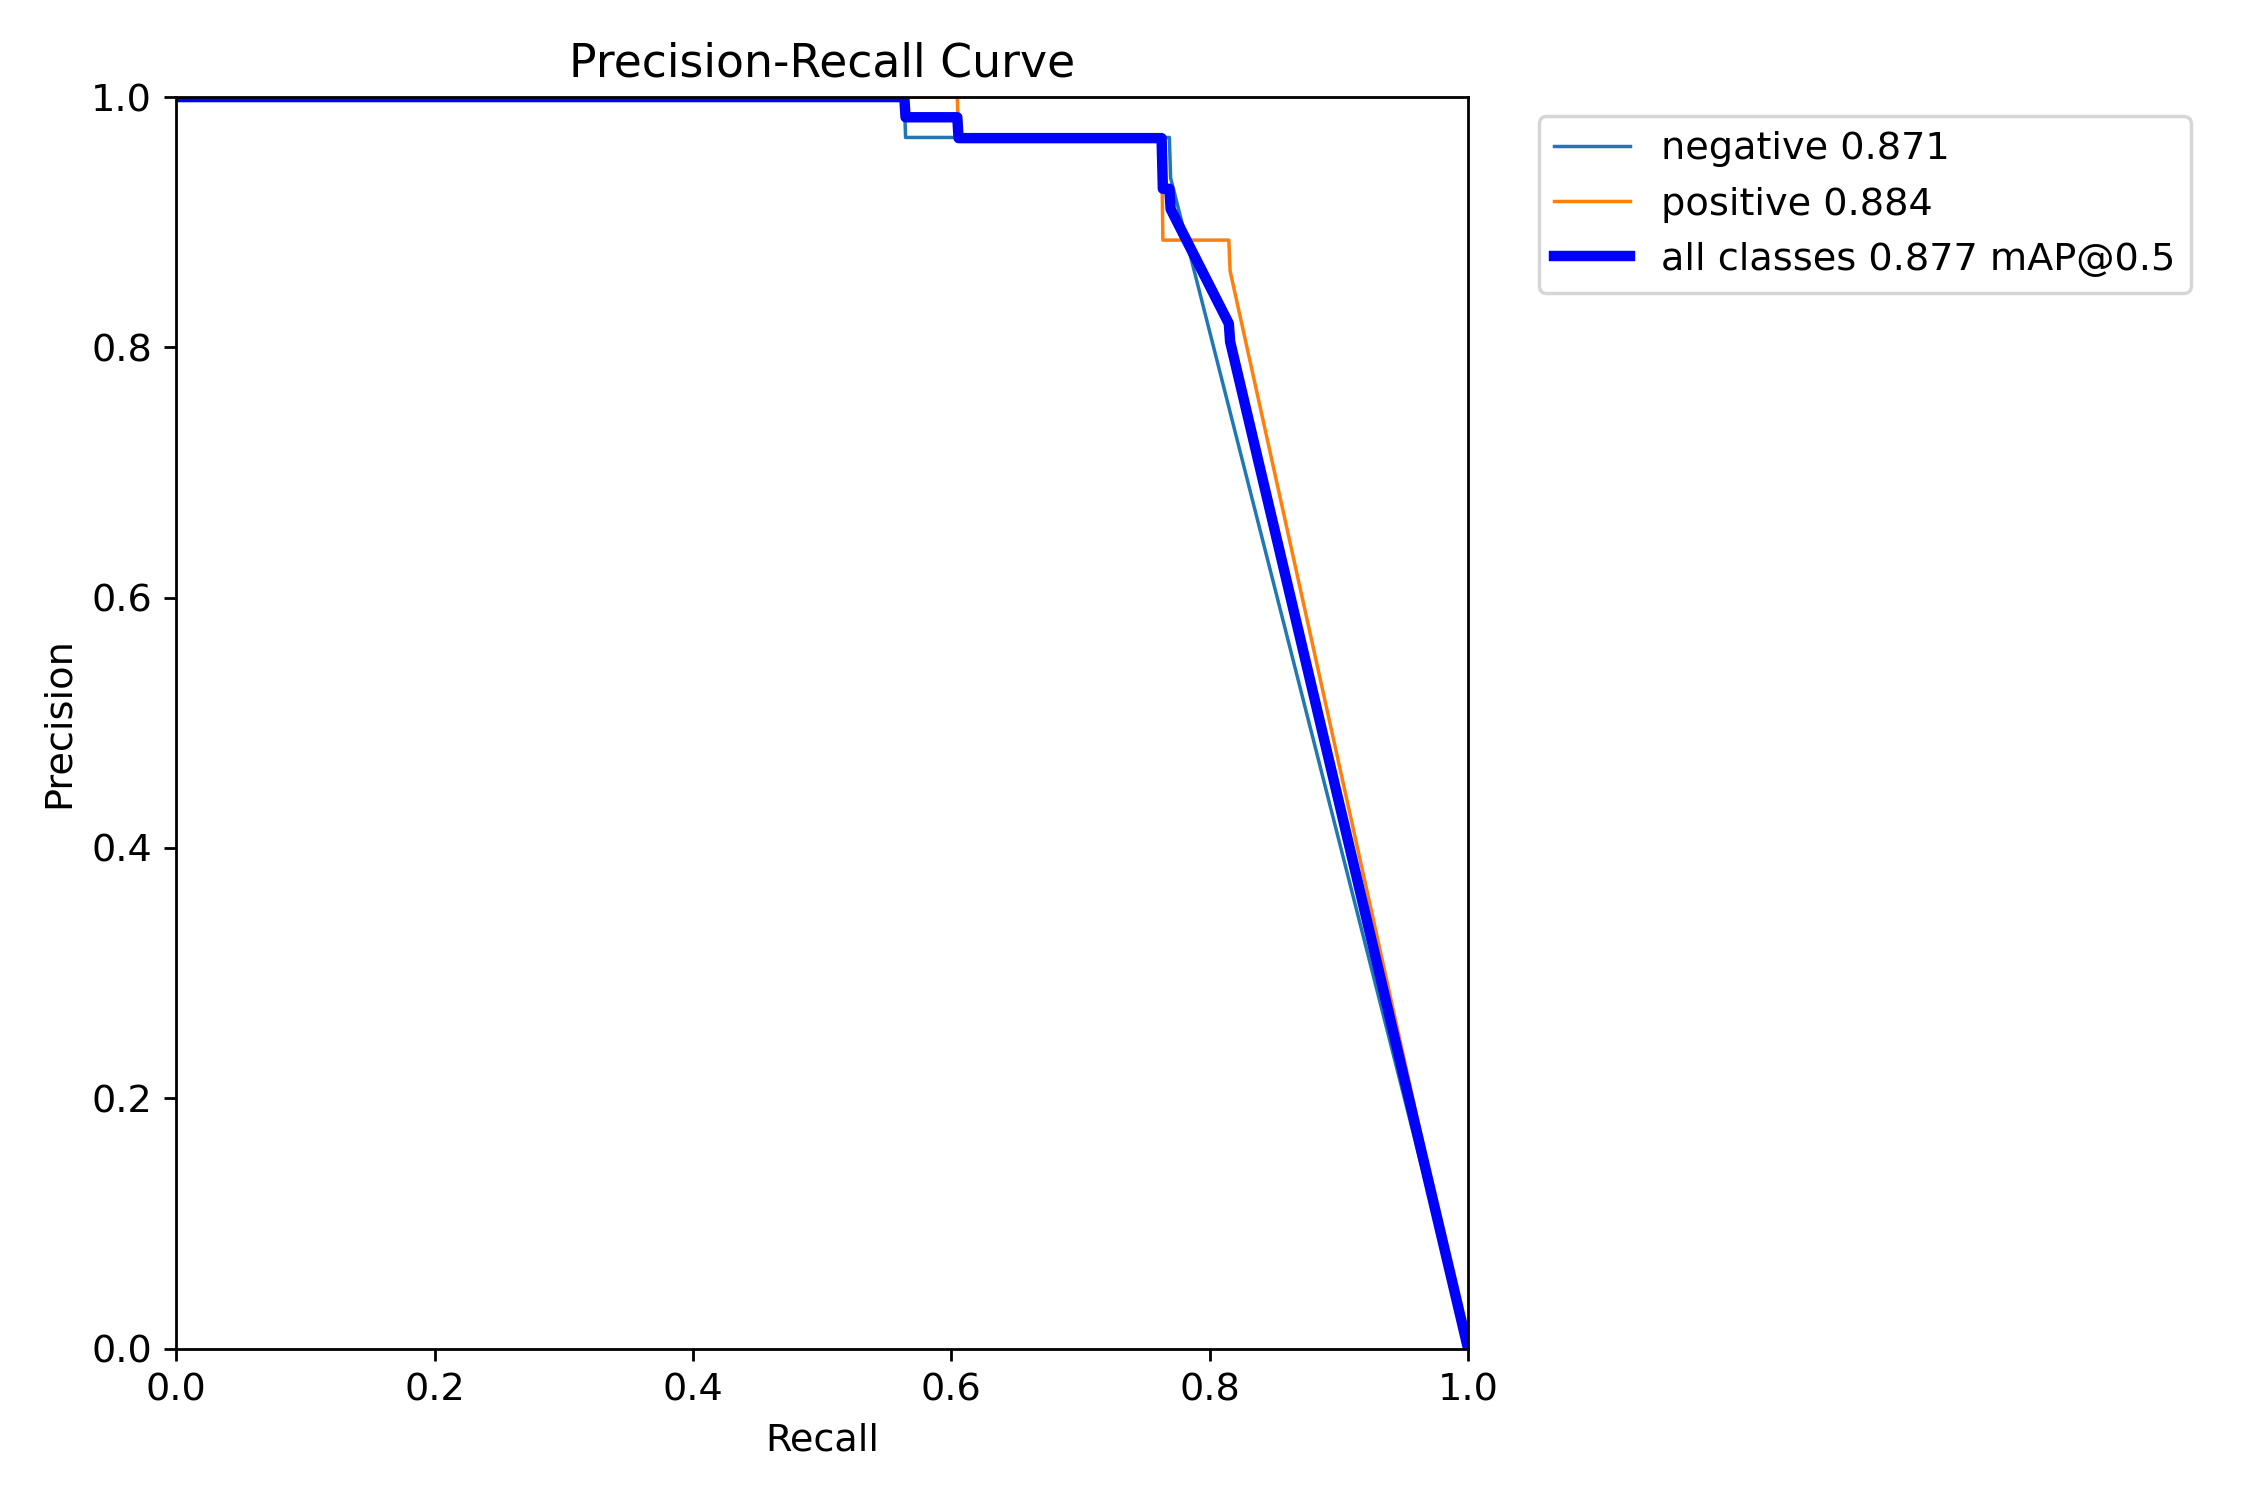 Precision-Recall Curve
1.0
0.8
0.6
0.4
0.2
0.0
Precision
0.0 0.2 0.4 0.6 0.8 1.0
Recall
negative 0.871
positive 0.884
all classes 0.877 mAP@0.5